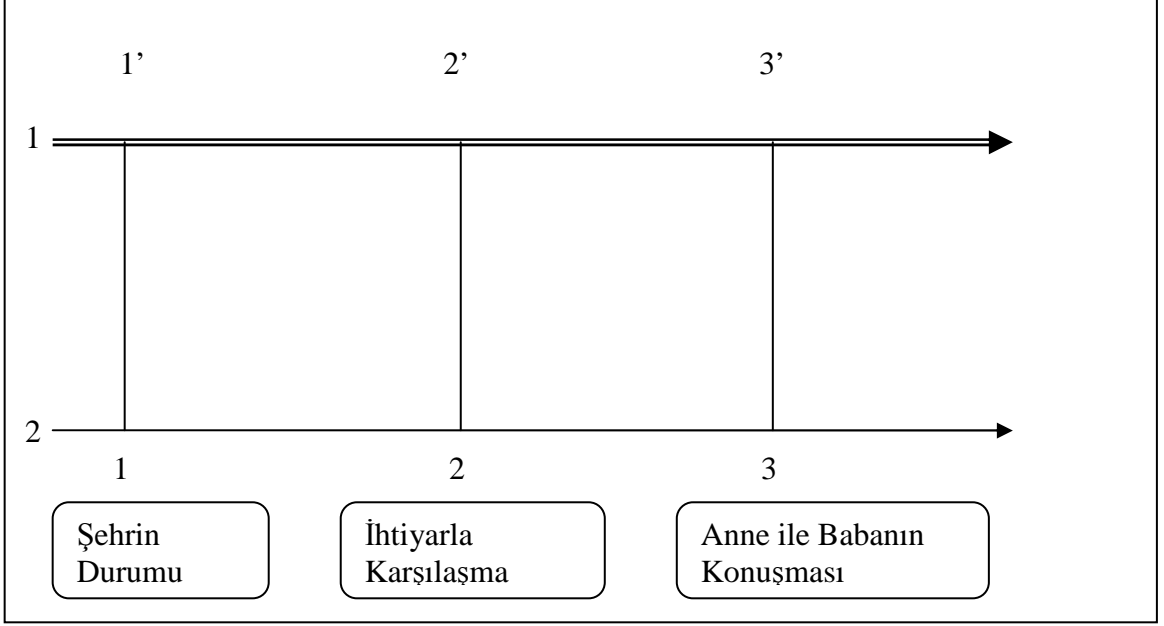 1’ 2’ 3’
1
2
1 2 3
Şehrin
Durumu
İhtiyarla
Karşılaşma
Anne ile Babanın
Konuşması